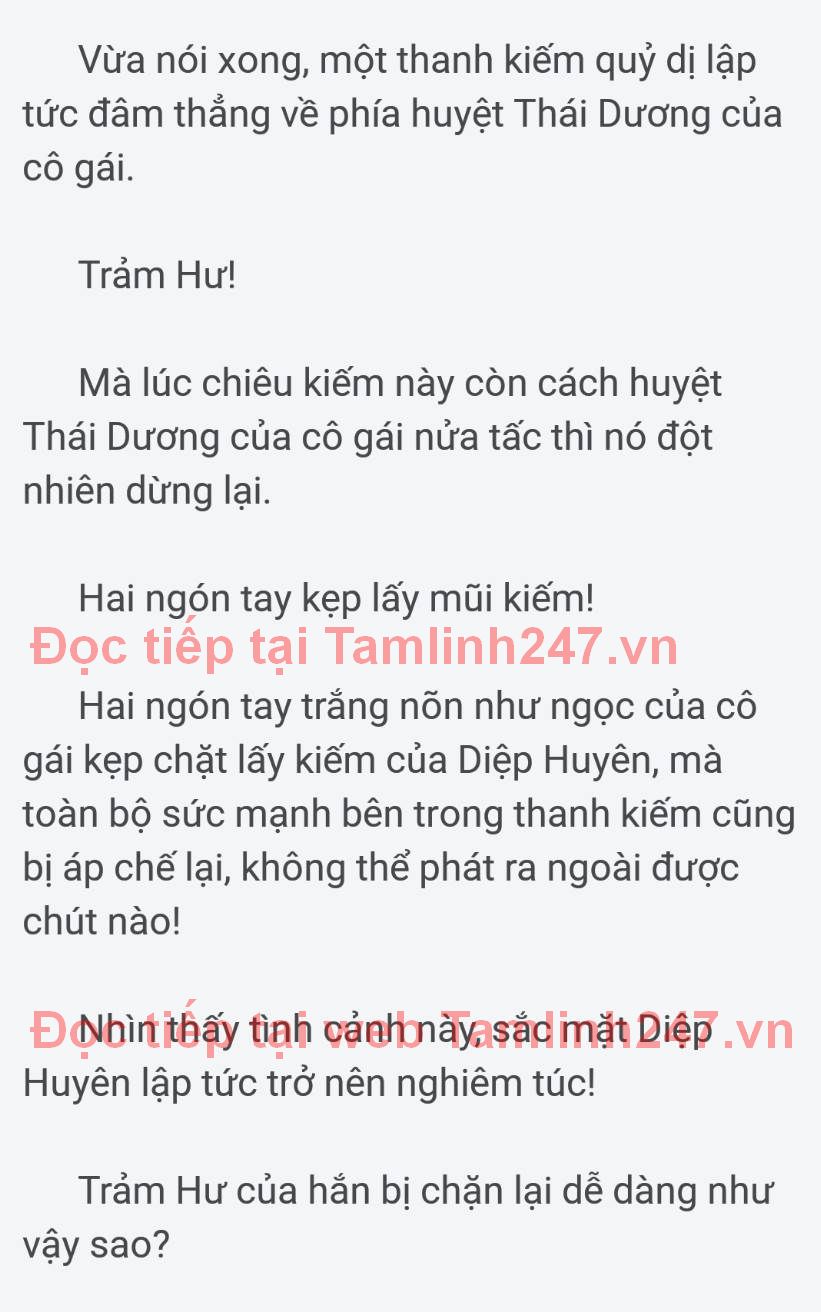 Vừa nói xong, một thanh kiếm quỷ dị lập
tức đâm thẳng về phía huyệt Thái Dương của
cô gái.
Trảm Hư!
Mà lúc chiêu kiếm này còn cách huyệt
Thái Dương của cô gái nửa tấc thì nó đột
nhiên dừng lại.
Hai ngón tay kẹp lấy mũi kiếm!
Đọc tiếp tại Tamlinh247.vn
Hai ngón tay trắng nõn như ngọc của cô
gái kẹp chặt lấy kiếm của Diệp Huyên, mà
toàn bộ sức mạnh bên trong thanh kiếm cũng
bị áp chế lại, không thể phát ra ngoài được
chút nào!
Đọc tiếp tại web Tamlinh247.vn
Nhìn thấy tình cảnh này, sắc mặt Diệp
Huyên lập tức trở nên nghiêm túc!
Trảm Hư của hắn bị chặn lại dễ dàng như
vậy sao?